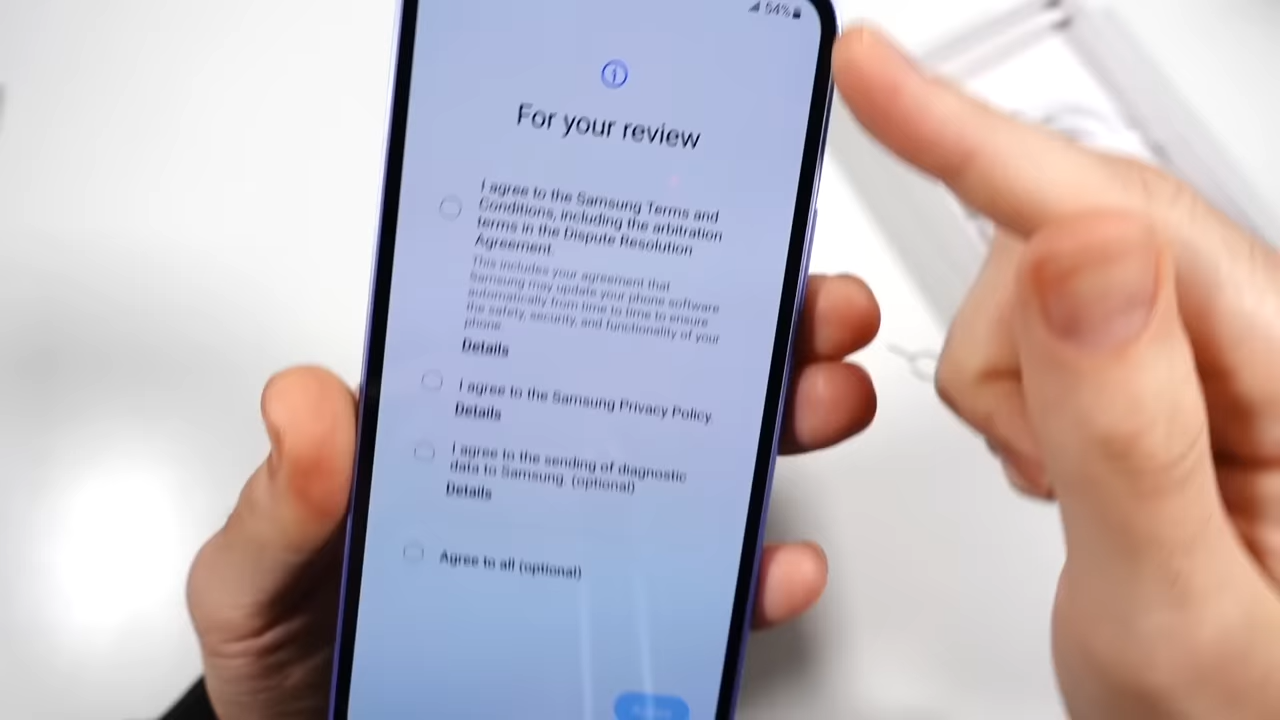 54%
For your review
I agree to the Samsung Terms and
Conditions, including the arbitration
terms in the Dispute Resolution
Agreement.
This includes your agreement that
Samsung may update your phone software
automatically from time to time to ensure
the safety, security, and functionality of your
phone.
Details
I agree to the Samsung Privacy Policy.
Details
I agree to the sending of diagnostic
data to Samsung. (optional)
Details
Agree to all (optional)